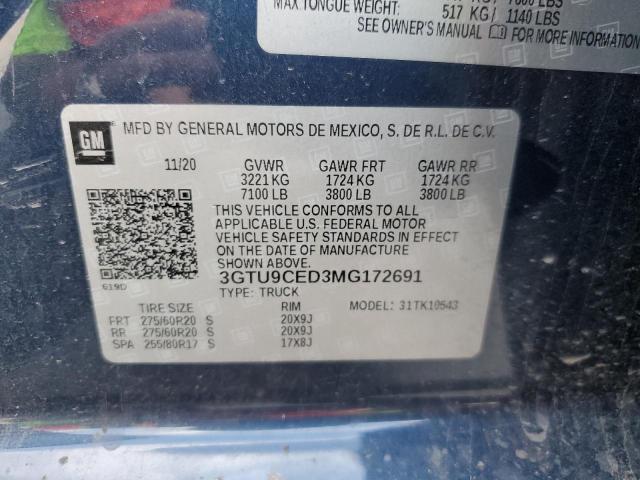 MAX TONGUE WEIGHT: 517 KG/ 1140 LBS
SEE OWNER'S MANUAL FOR MORE INFORMATION
GM MFD BY GENERAL MOTORS DE MEXICO, S. DE R.L. DE C.V.
11/20 GVWR GAWR FRT GAWR RR
3221 KG 1724 KG 1724 KG
7100 LB 3800 LB 3800 LB
THIS VEHICLE CONFORMS TO ALL
APPLICABLE U.S. FEDERAL MOTOR
VEHICLE SAFETY STANDARDS IN EFFECT
ON THE DATE OF MANUFACTURE
SHOWN ABOVE.
3GTU9CED3MG172691
619D
TYPE: TRUCK
TIRE SIZE RIM MODEL: 31TK10543
FRT 275/60R20 S 20X9J
RR 275/60R20 S 20X9J
SPA 255/80R17 S 17X8J